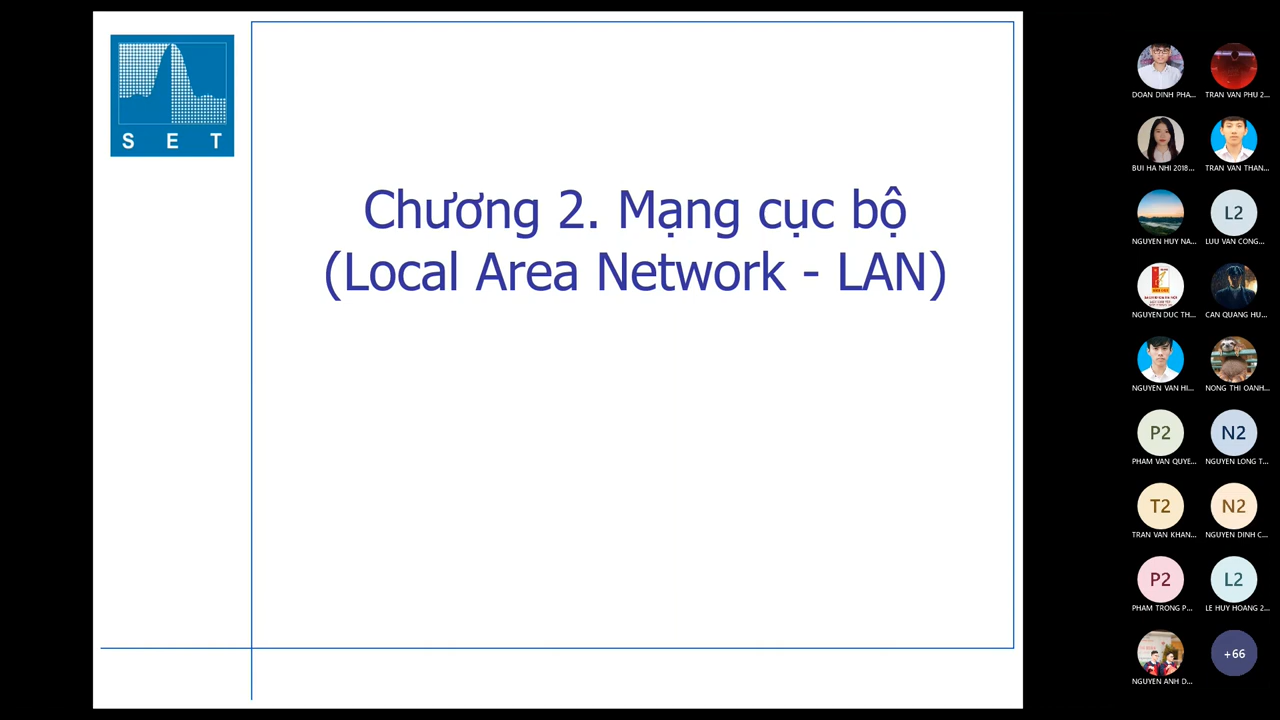 S E T
Chương 2. Mạng cục bộ
(Local Area Network - LAN)
DOAN DINH PHA...
TRAN VAN PHU 2...
BUI HA NHI 2018...
TRAN VAN THAN...
NGUYEN HUY NA...
L2
LUU VAN CONG...
NGUYEN DUC TH...
CAN QUANG HU...
NGUYEN VAN HI...
NONG THI OANH...
P2
N2
PHAM VAN QUYE...
NGUYEN LONG T...
T2
N2
TRAN VAN KHAN...
NGUYEN DINH C...
P2
L2
PHAM TRONG P...
LE HUY HOANG 2...
+66
NGUYEN ANH D...